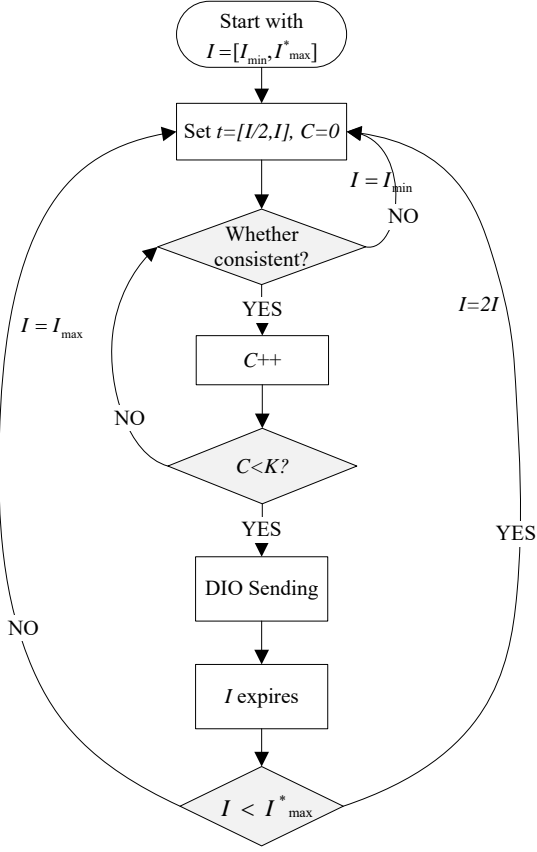 Start with
I=[I_min, I*_max]
Set t=[I/2,I], C=0
I = I_min
NO
Whether
consistent?
I=2I
YES
I = I_max
C++
NO
C<K?
YES
YES
DIO Sending
NO
I expires
I < I*_max